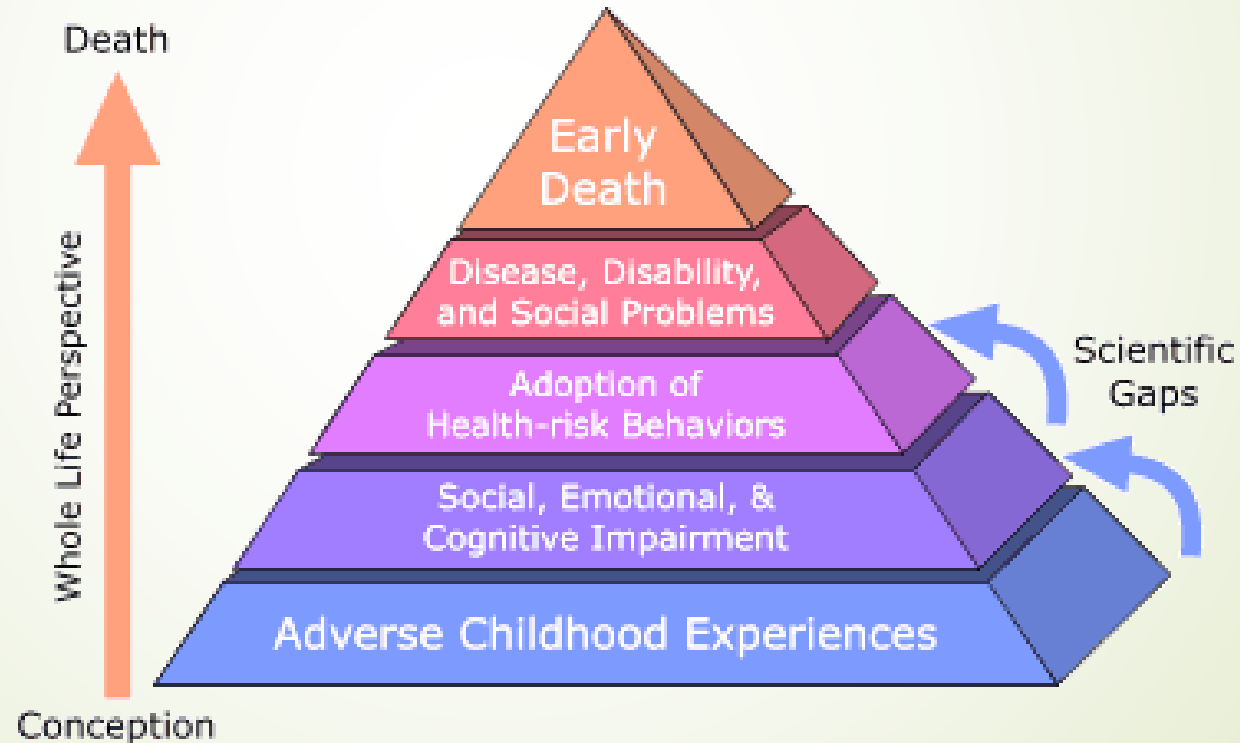 Death
Whole Life Perspective
Conception
Early
Death
Disease, Disability,
and Social Problems
Adoption of
Health-risk Behaviors
Social, Emotional, &
Cognitive Impairment
Adverse Childhood Experiences
Scientific
Gaps